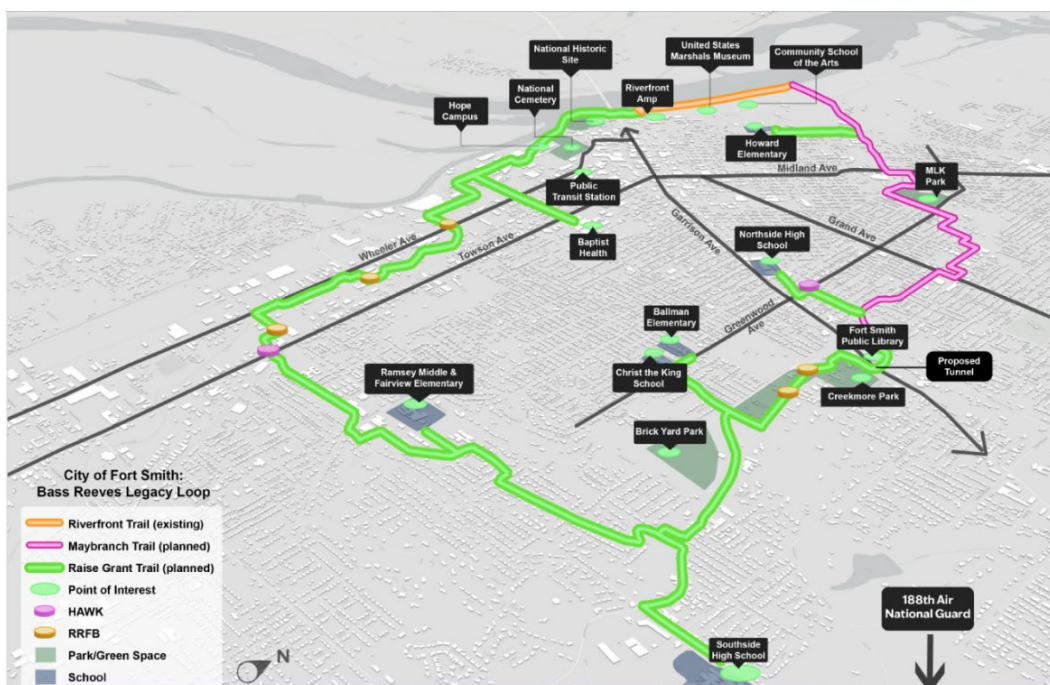 National Historic
Site
United States
Marshals Museum
Community School
of the Arts
National
Cemetery
Riverfront
Amp
Hope
Campus
Howard
Elementary
Midland Ave
MLK
Park
Public
Transit Station
Garrison Ave
Grand Ave
Wheeler Ave
Towson Ave
Baptist
Health
Northside High
School
Greenwood
Ave
Ballman
Elementary
Fort Smith
Public Library
Proposed
Tunnel
Christ the King
School
Creekmore Park
Ramsey Middle &
Fairview Elementary
Brick Yard Park
City of Fort Smith:
Bass Reeves Legacy Loop
Riverfront Trail (existing)
Maybranch Trail (planned)
Raise Grant Trail (planned)
Point of Interest
HAWK
RRFB
Park/Green Space
School
N
188th Air
National Guard
Southside
High School